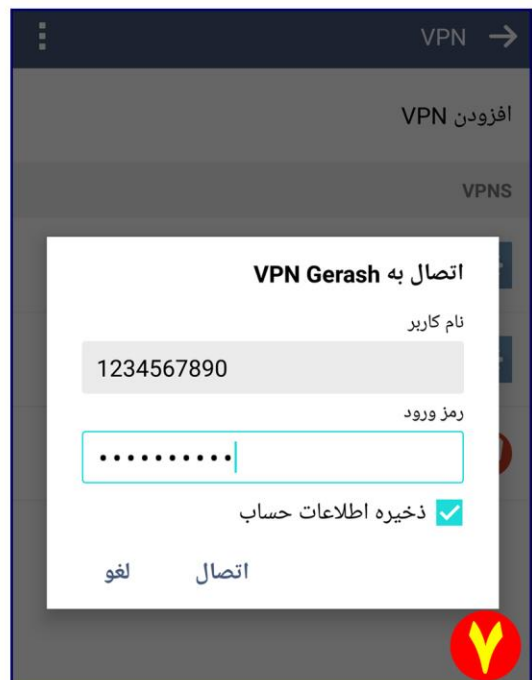 VPN
افزودن VPN
VPNS
اتصال به VPN Gerash
نام کاربر
1234567890
رمز ورود
••••••••••
ذخیره اطلاعات حساب
اتصال لغو
۷